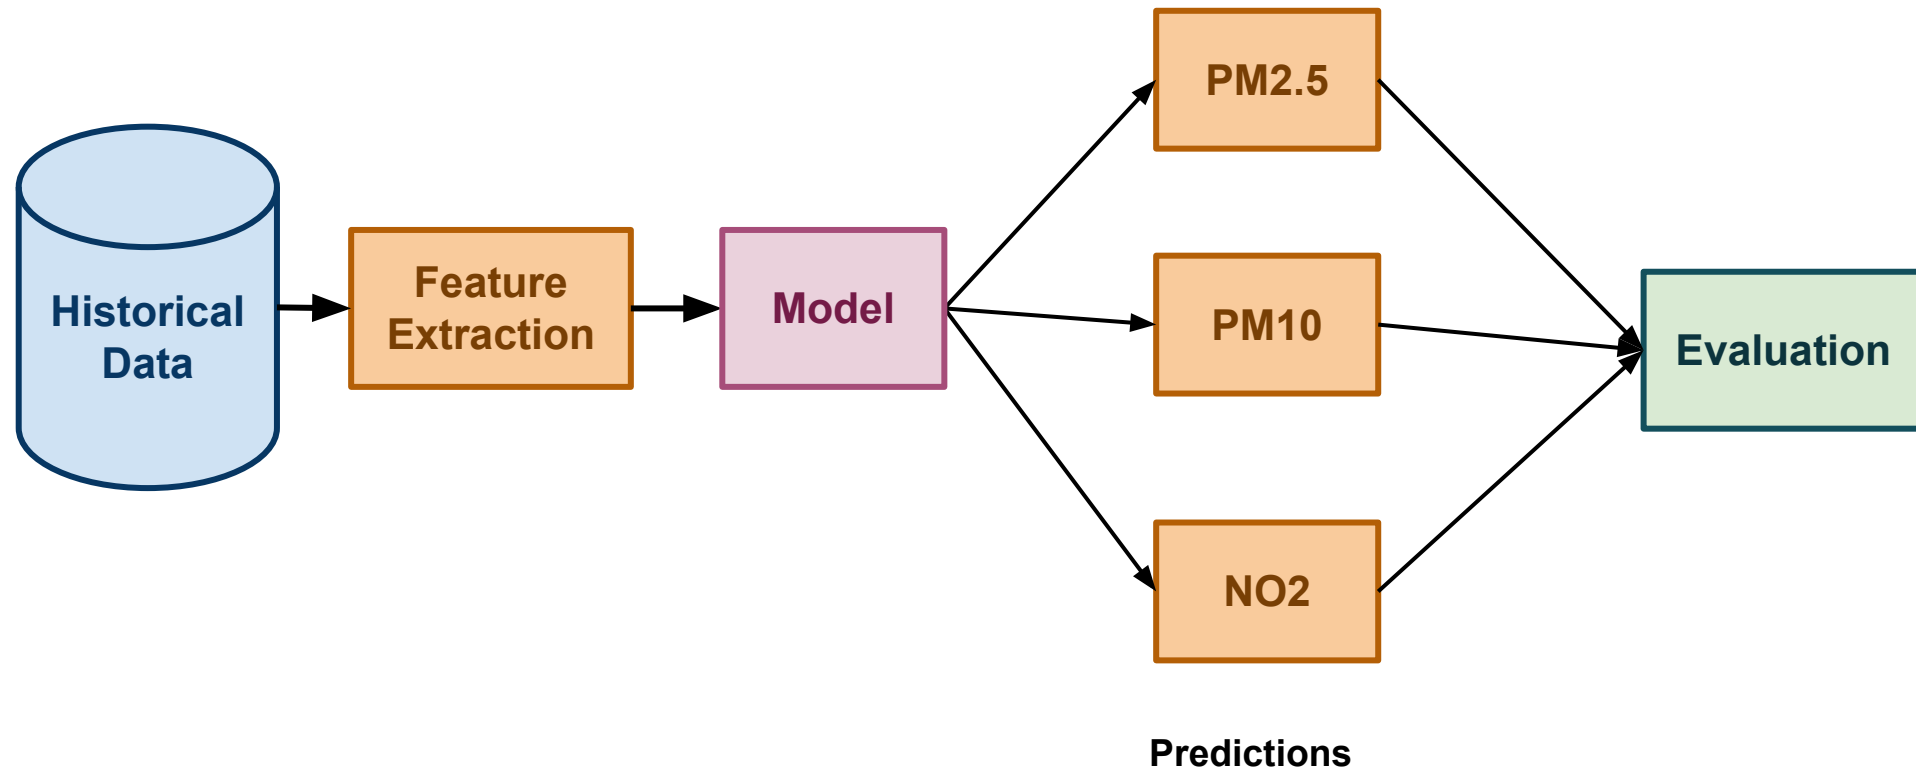 Historical
Data
Feature
Extraction
Model
PM2.5
PM10
NO2
Evaluation
Predictions